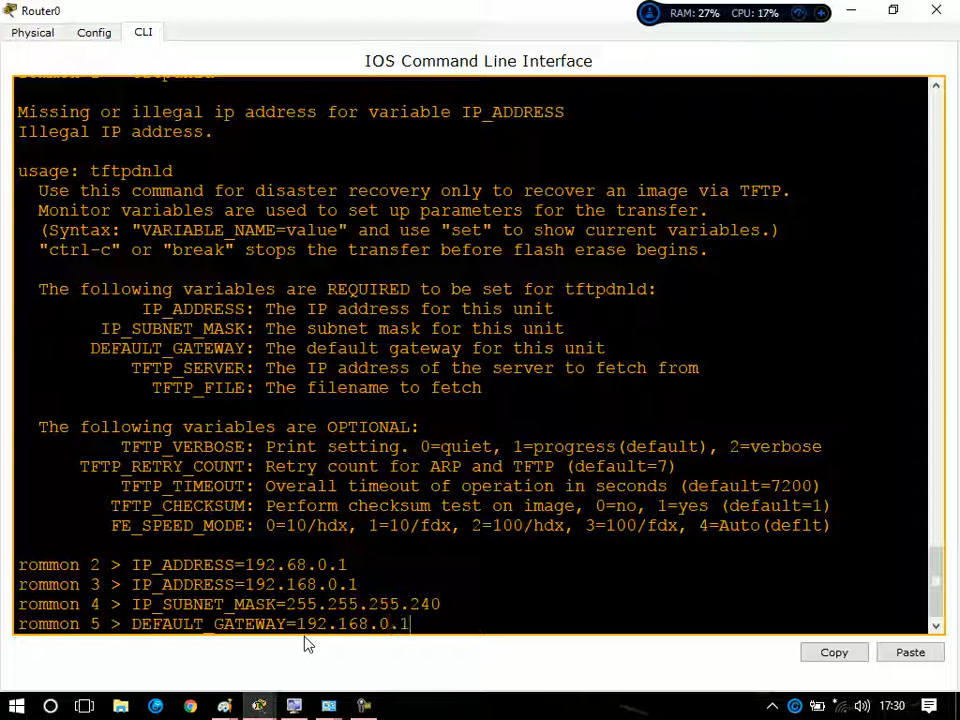 Router0
RAM: 27% CPU: 17%
Physical Config CLI
IOS Command Line Interface
Missing or illegal ip address for variable IP_ADDRESS
Illegal IP address.
usage: tftpdnld
Use this command for disaster recovery only to recover an image via TFTP.
Monitor variables are used to set up parameters for the transfer.
(Syntax: "VARIABLE_NAME=value" and use "set" to show current variables.)
"ctrl-c" or "break" stops the transfer before flash erase begins.
The following variables are REQUIRED to be set for tftpdnld:
IP_ADDRESS: The IP address for this unit
IP_SUBNET_MASK: The subnet mask for this unit
DEFAULT_GATEWAY: The default gateway for this unit
TFTP_SERVER: The IP address of the server to fetch from
TFTP_FILE: The filename to fetch
The following variables are OPTIONAL:
TFTP_VERBOSE: Print setting. 0=quiet, 1=progress(default), 2=verbose
TFTP_RETRY_COUNT: Retry count for ARP and TFTP (default=7)
TFTP_TIMEOUT: Overall timeout of operation in seconds (default=7200)
TFTP_CHECKSUM: Perform checksum test on image, 0=no, 1=yes (default=1)
FE_SPEED_MODE: 0=10/hdx, 1=10/fdx, 2=100/hdx, 3=100/fdx, 4=Auto(deflt)
rommon 2 > IP_ADDRESS=192.68.0.1
rommon 3 > IP_ADDRESS=192.168.0.1
rommon 4 > IP_SUBNET_MASK=255.255.255.240
rommon 5 > DEFAULT_GATEWAY=192.168.0.1
Copy Paste
17:30